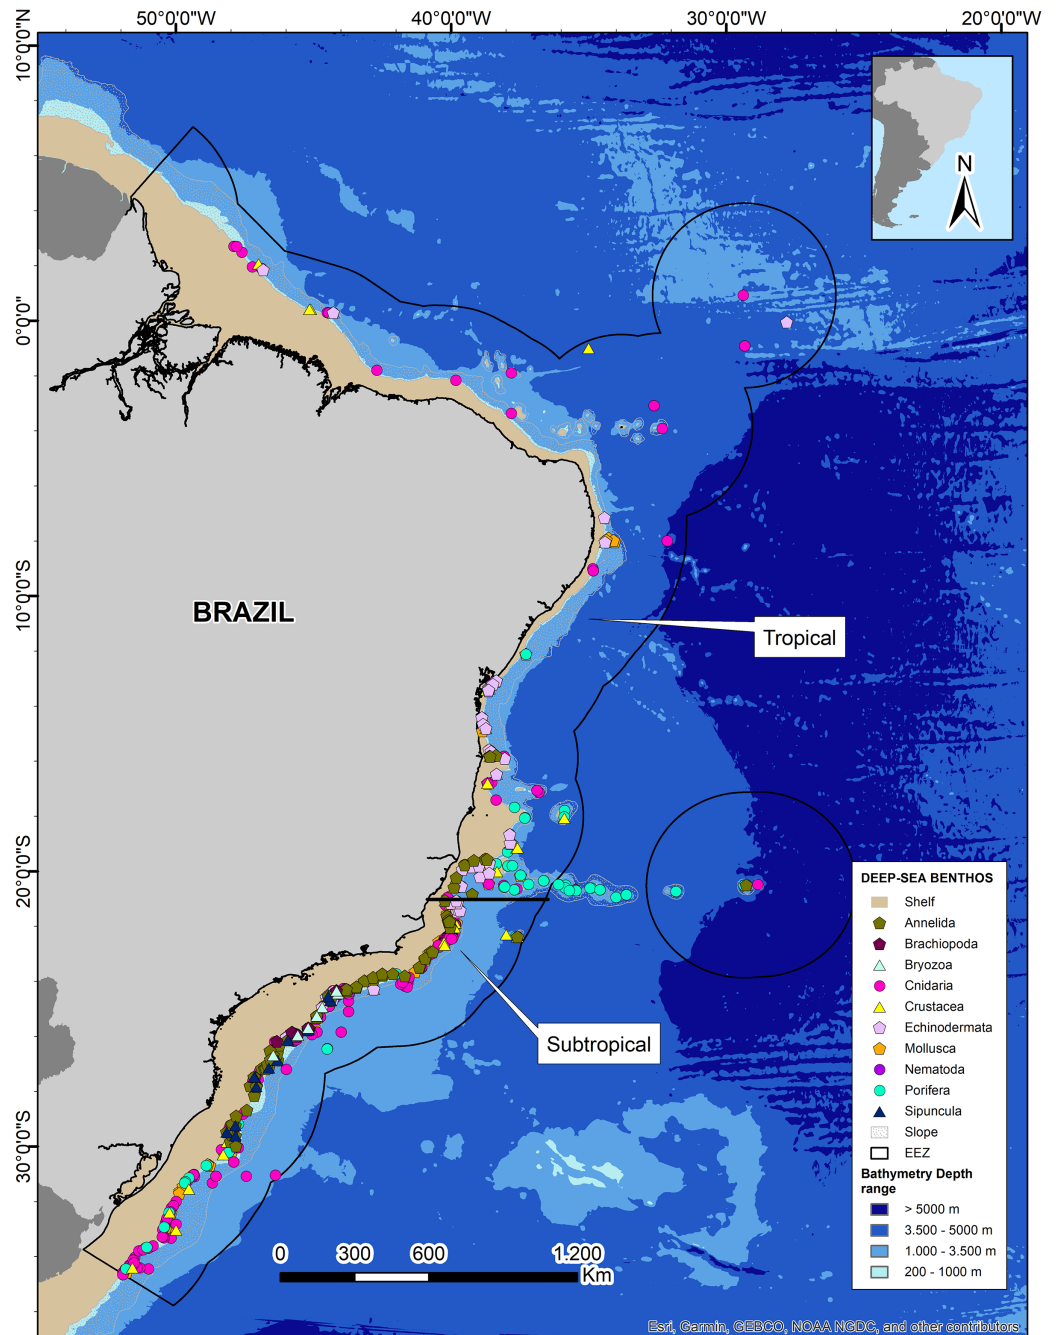 50°0'0"W
40°0'0"W
30°0'0"W
20°0'0"W
10°0'0"N
0°0'0"
10°0'0"S
20°0'0"S
30°0'0"S
N
BRAZIL
Tropical
Subtropical
DEEP-SEA BENTHOS
Shelf
Annelida
Brachiopoda
Bryozoa
Cnidaria
Crustacea
Echinodermata
Mollusca
Nematoda
Porifera
Sipuncula
Slope
EEZ
Bathymetry Depth
range
> 5000 m
3.500 - 5000 m
1.000 - 3.500 m
200 - 1000 m
0 300 600 1.200
Km
Esri, Garmin, GEBCO, NOAA NGDC, and other contributors